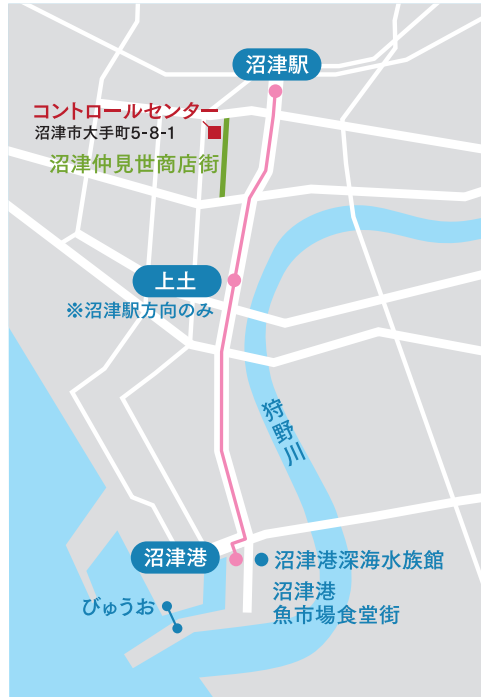 沼津駅
コントロールセンター
沼津市大手町5-8-1
沼津仲見世商店街
上土
※沼津駅方向のみ
狩野川
沼津港
沼津港深海水族館
沼津港
魚市場食堂街
びゅうお